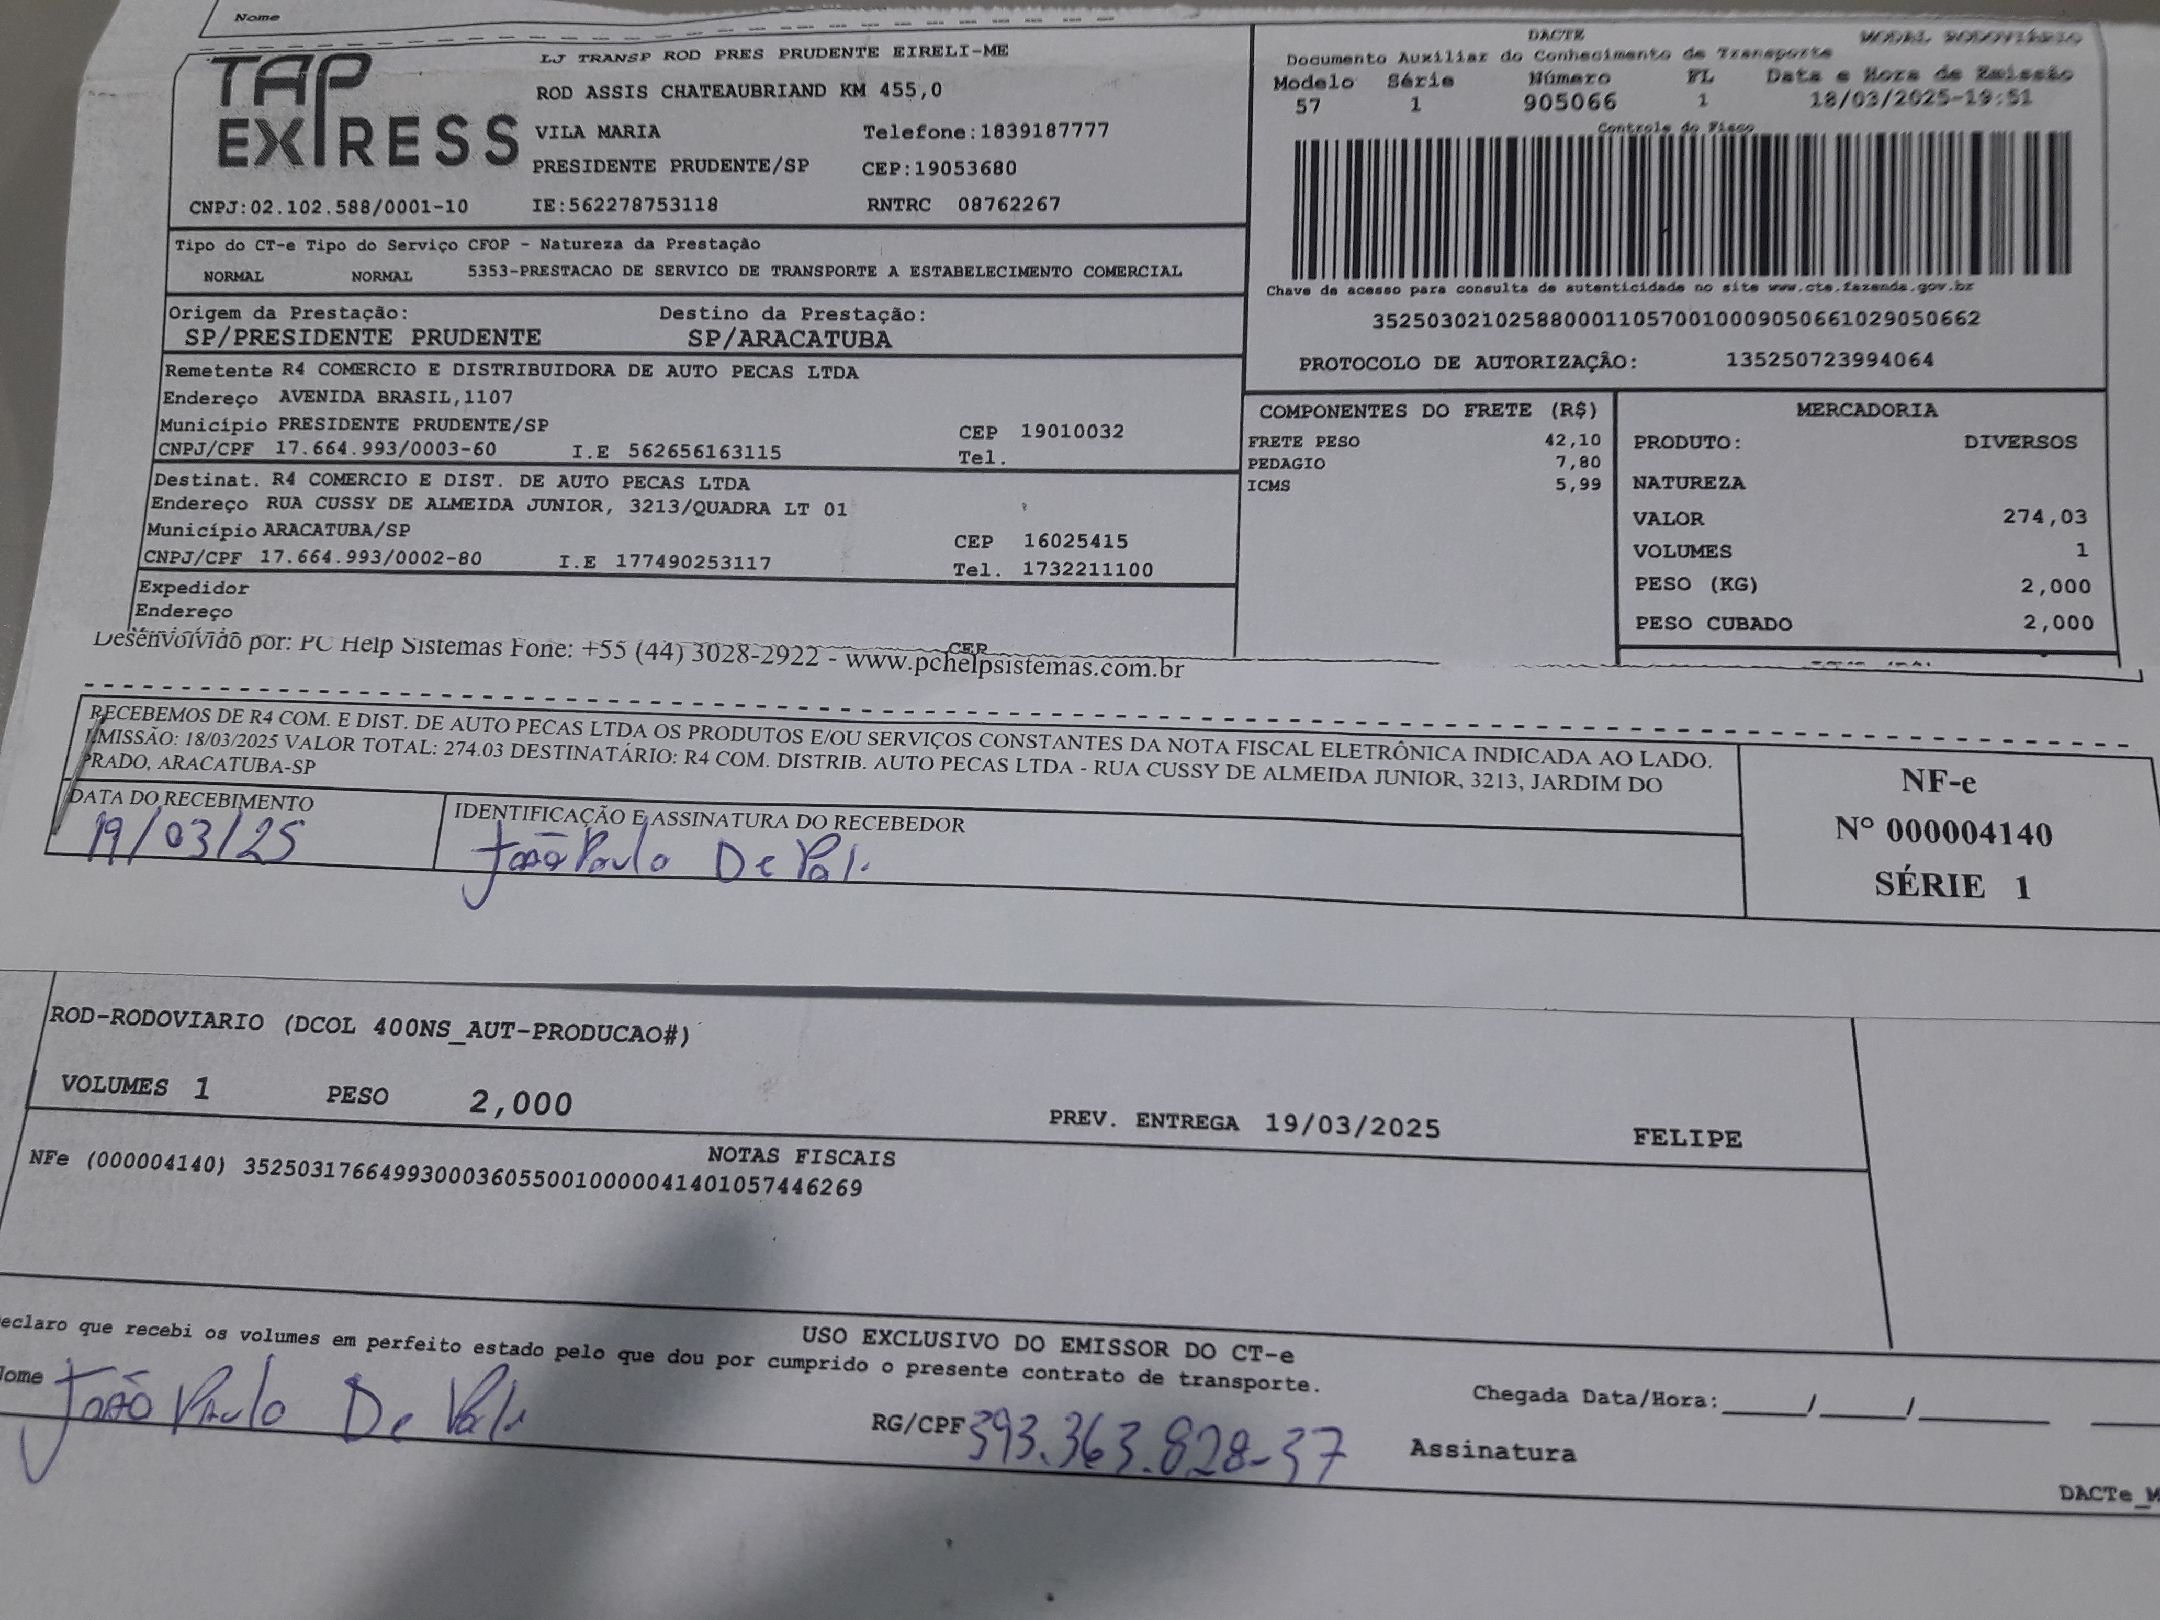 Nome
TAP EXPRESS
LJ TRANSP ROD PRES PRUDENTE EIRELI-ME
ROD ASSIS CHATEAUBRIAND KM 455,0
VILA MARIA Telefone:1839187777
PRESIDENTE PRUDENTE/SP CEP:19053680
CNPJ:02.102.588/0001-10 IE:562278753118 RNTRC 08762267
DACTE MODAL RODOVIÁRIO
Documento Auxiliar do Conhecimento de Transporte
Modelo Série Número FL Data e Hora de Emissão
57 1 905066 1 18/03/2025-19:51
Controle do Fisco
Chave de acesso para consulta de autenticidade no site www.cte.fazenda.gov.br
35250302102588000110570010009050661029050662
PROTOCOLO DE AUTORIZAÇÃO: 135250723994064
Tipo do CT-e Tipo do Serviço CFOP - Natureza da Prestação
NORMAL NORMAL 5353-PRESTACAO DE SERVICO DE TRANSPORTE A ESTABELECIMENTO COMERCIAL
Origem da Prestação: Destino da Prestação:
SP/PRESIDENTE PRUDENTE SP/ARACATUBA
Remetente R4 COMERCIO E DISTRIBUIDORA DE AUTO PECAS LTDA
Endereço AVENIDA BRASIL,1107
Município PRESIDENTE PRUDENTE/SP CEP 19010032
CNPJ/CPF 17.664.993/0003-60 I.E 562656163115 Tel.
Destinat. R4 COMERCIO E DIST. DE AUTO PECAS LTDA
Endereço RUA CUSSY DE ALMEIDA JUNIOR, 3213/QUADRA LT 01
Município ARACATUBA/SP CEP 16025415
CNPJ/CPF 17.664.993/0002-80 I.E 177490253117 Tel. 1732211100
Expedidor
Endereço
CEP
COMPONENTES DO FRETE (R$)
FRETE PESO 42,10
PEDAGIO 7,80
ICMS 5,99
MERCADORIA
PRODUTO: DIVERSOS
NATUREZA
VALOR 274,03
VOLUMES 1
PESO (KG) 2,000
PESO CUBADO 2,000
Desenvolvido por: PC Help Sistemas Fone: +55 (44) 3028-2922 - www.pchelpsistemas.com.br
RECEBEMOS DE R4 COM. E DIST. DE AUTO PECAS LTDA OS PRODUTOS E/OU SERVIÇOS CONSTANTES DA NOTA FISCAL ELETRÔNICA INDICADA AO LADO.
EMISSÃO: 18/03/2025 VALOR TOTAL: 274.03 DESTINATÁRIO: R4 COM. DISTRIB. AUTO PECAS LTDA - RUA CUSSY DE ALMEIDA JUNIOR, 3213, JARDIM DO
PRADO, ARACATUBA-SP
DATA DO RECEBIMENTO IDENTIFICAÇÃO E ASSINATURA DO RECEBEDOR
19/03/25 João Paulo De
NF-e
Nº 000004140
SÉRIE 1
ROD-RODOVIARIO (DCOL 400NS_AUT-PRODUCAO#)
VOLUMES 1 PESO 2,000 PREV. ENTREGA 19/03/2025 FELIPE
NOTAS FISCAIS
NFe (000004140) 35250317664993000360550010000041401057446269
USO EXCLUSIVO DO EMISSOR DO CT-e
eclaro que recebi os volumes em perfeito estado pelo que dou por cumprido o presente contrato de transporte.
Nome João Paulo De RG/CPF 393.363.828-37 Chegada Data/Hora:_____/_____/_______
Assinatura
DACTe_M